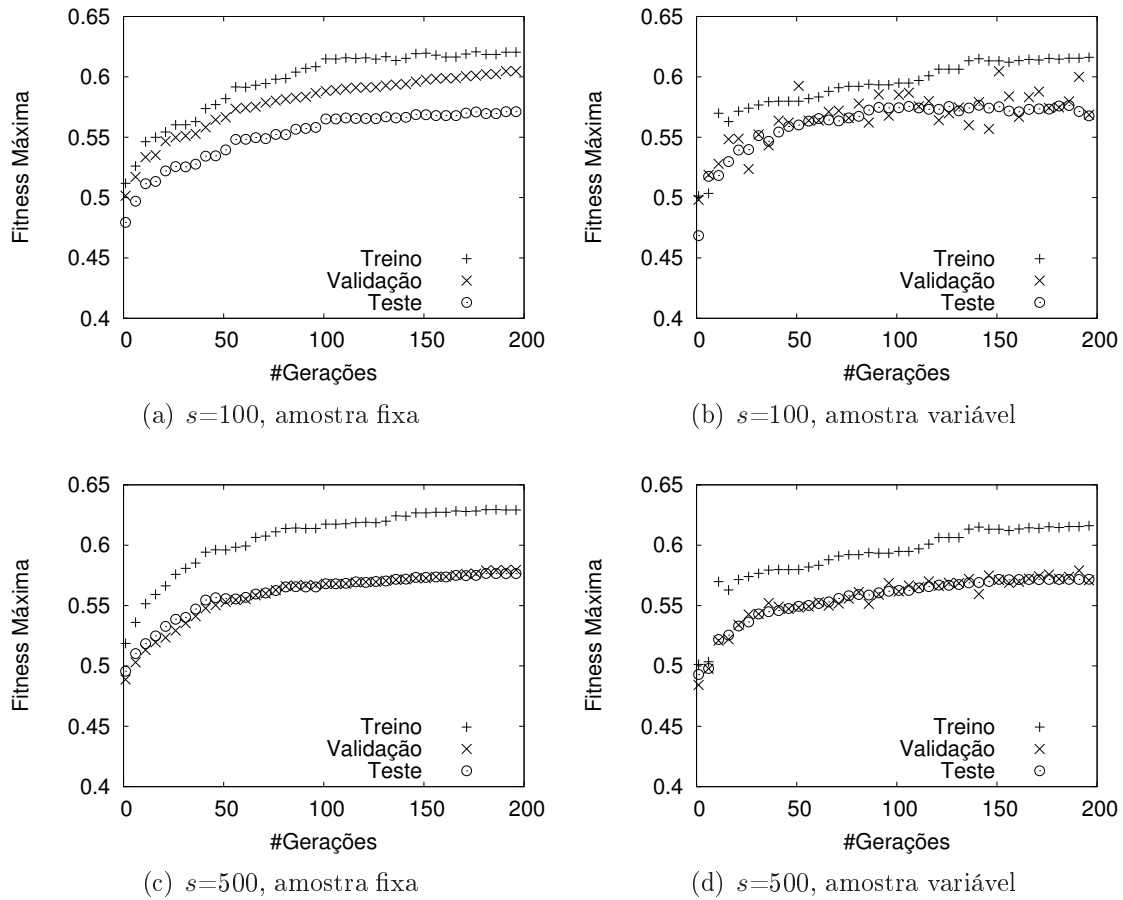 0.65
0.6
0.55
0.5
0.45
0.4
Fitness Máxima
Treino
Validação
Teste
0 50 100 150 200
#Gerações
(a) s=100, amostra fixa
0.65
0.6
0.55
0.5
0.45
0.4
Fitness Máxima
Treino
Validação
Teste
0 50 100 150 200
#Gerações
(b) s=100, amostra variável
0.65
0.6
0.55
0.5
0.45
0.4
Fitness Máxima
Treino
Validação
Teste
0 50 100 150 200
#Gerações
(c) s=500, amostra fixa
0.65
0.6
0.55
0.5
0.45
0.4
Fitness Máxima
Treino
Validação
Teste
0 50 100 150 200
#Gerações
(d) s=500, amostra variável